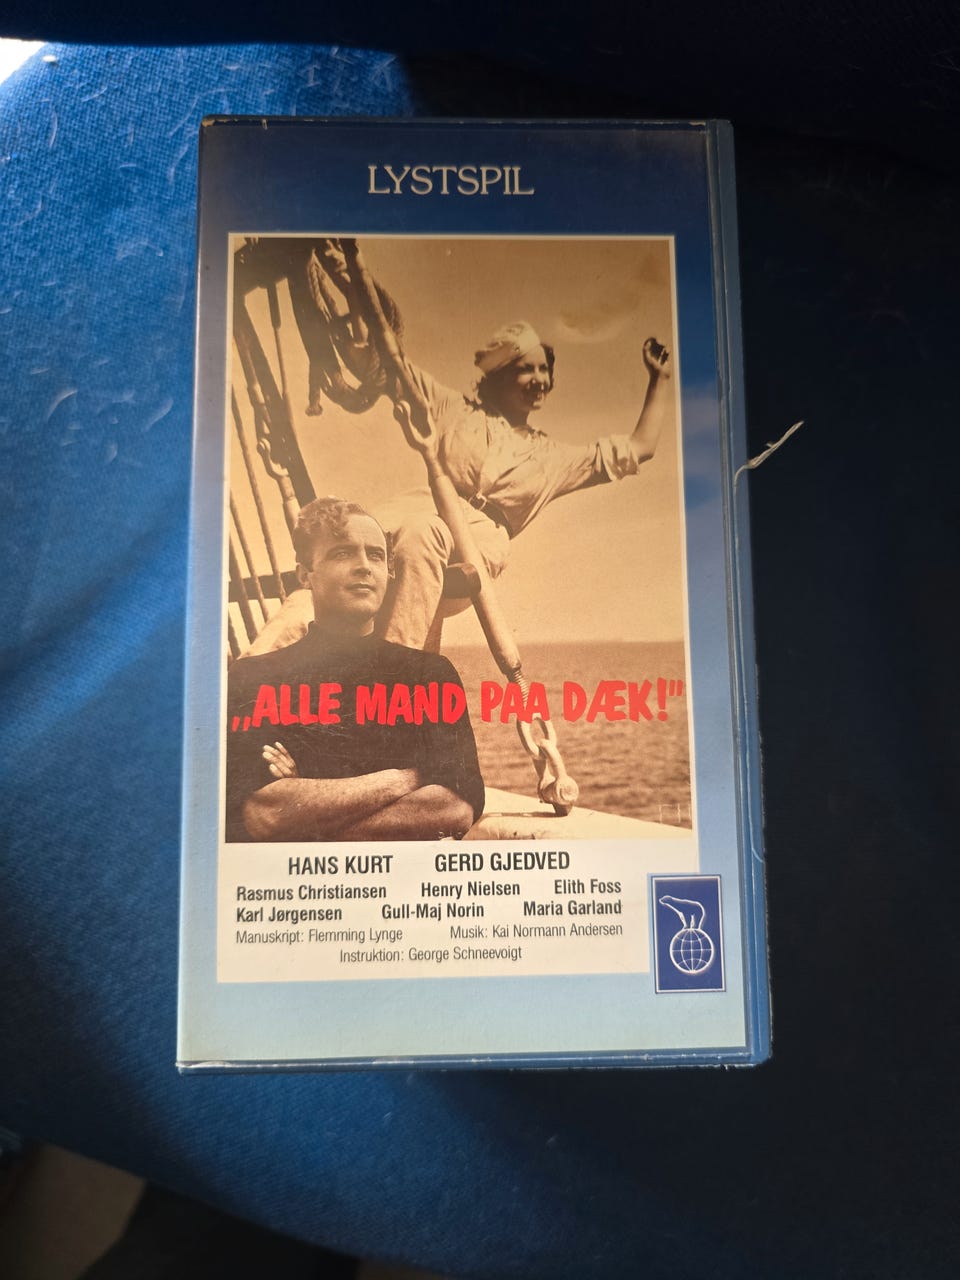 LYSTSPIL
„ALLE MAND PAA DÆK!"
HANS KURT GERD GJEDVED
Rasmus Christiansen Henry Nielsen Elith Foss
Karl Jørgensen Gull-Maj Norin Maria Garland
Manuskript: Flemming Lynge Musik: Kai Normann Andersen
Instruktion: George Schneevoigt